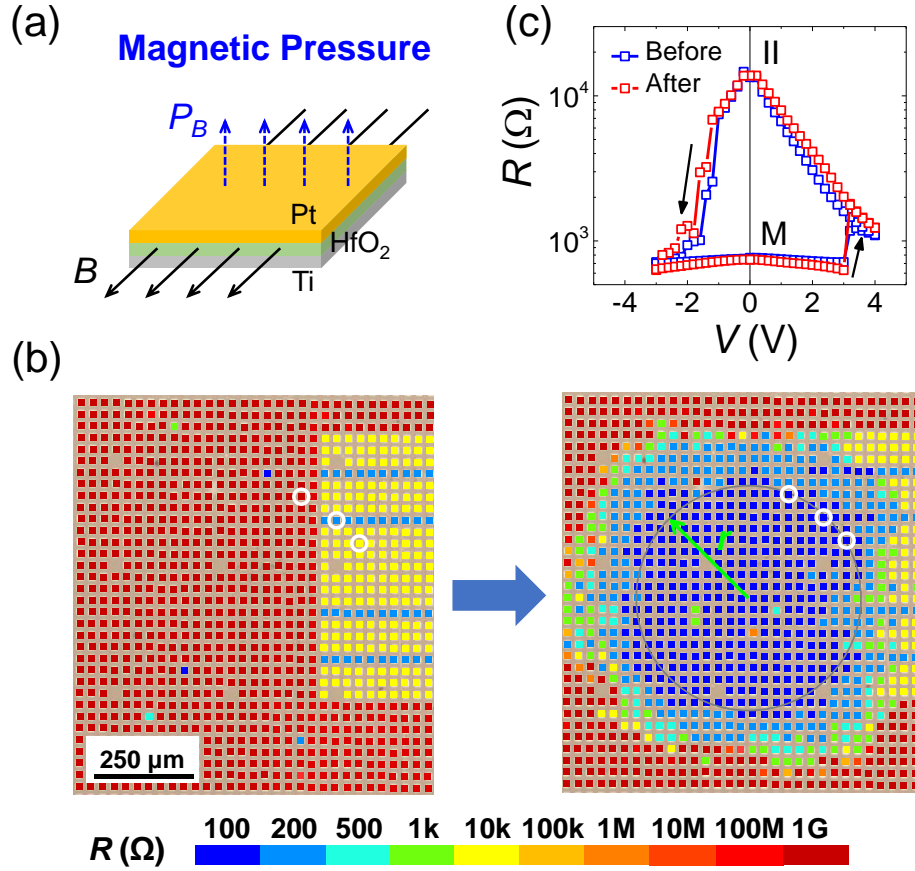 (a)
Magnetic Pressure
P_B
Pt
HfO₂
Ti
B
(c)
Before
After
II
M
R (Ω)
10⁴
10³
-4 -2 0 2 4
V (V)
(b)
r
250 μm
R (Ω)
100 200 500 1k 10k 100k 1M 10M 100M 1G